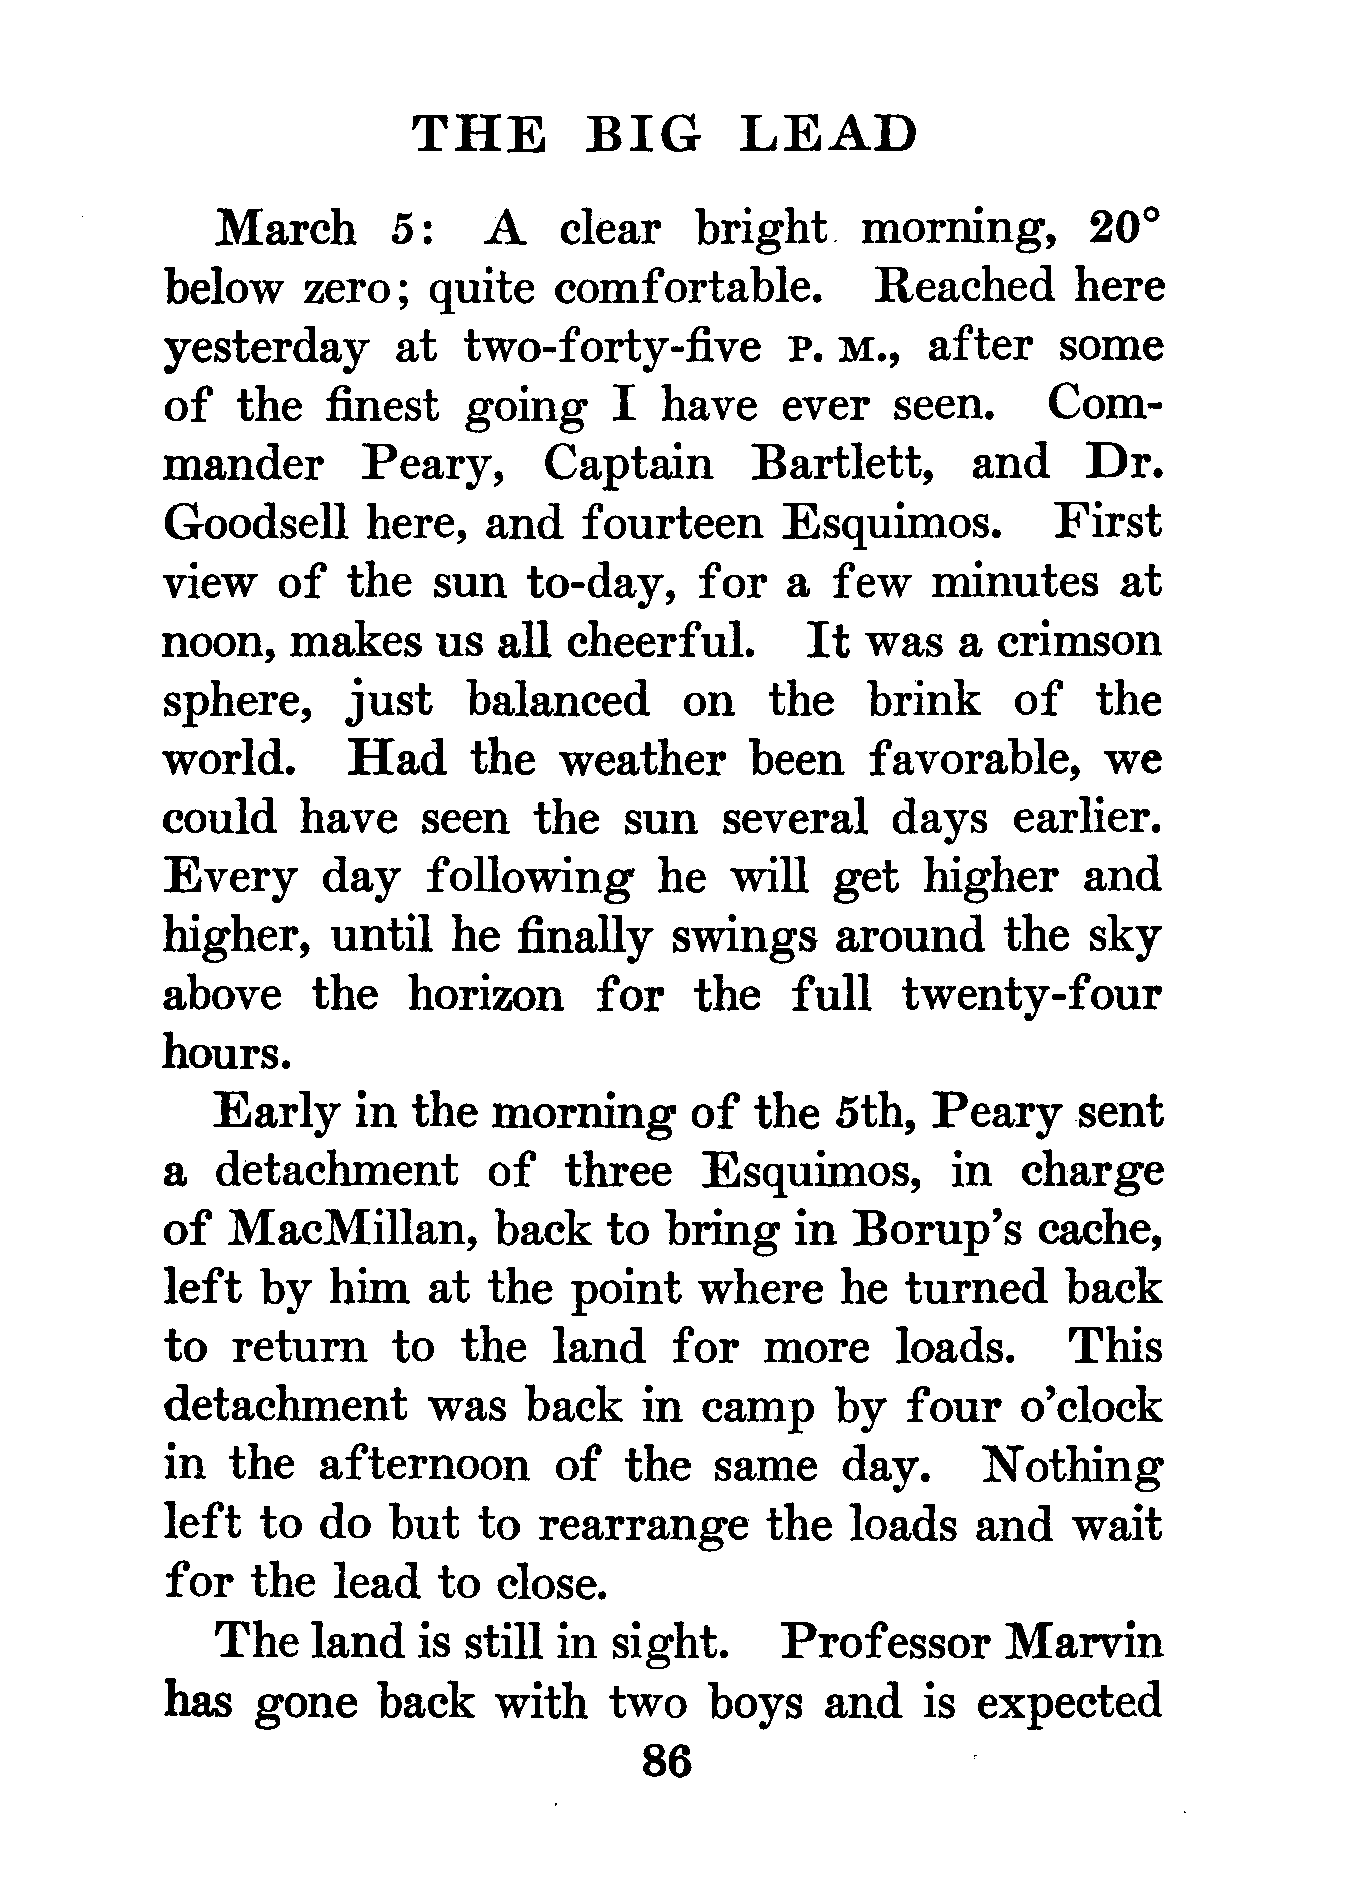 THE BIG LEAD
March 5: A clear bright morning, 20°
below zero; quite comfortable. Reached here
yesterday at two-forty-five P. M., after some
of the finest going I have ever seen. Com-
mander Peary, Captain Bartlett, and Dr.
Goodsell here, and fourteen Esquimos. First
view of the sun to-day, for a few minutes at
noon, makes us all cheerful. It was a crimson
sphere, just balanced on the brink of the
world. Had the weather been favorable, we
could have seen the sun several days earlier.
Every day following he will get higher and
higher, until he finally swings around the sky
above the horizon for the full twenty-four
hours.
Early in the morning of the 5th, Peary sent
a detachment of three Esquimos, in charge
of MacMillan, back to bring in Borup's cache,
left by him at the point where he turned back
to return to the land for more loads. This
detachment was back in camp by four o'clock
in the afternoon of the same day. Nothing
left to do but to rearrange the loads and wait
for the lead to close.
The land is still in sight. Professor Marvin
has gone back with two boys and is expected
86